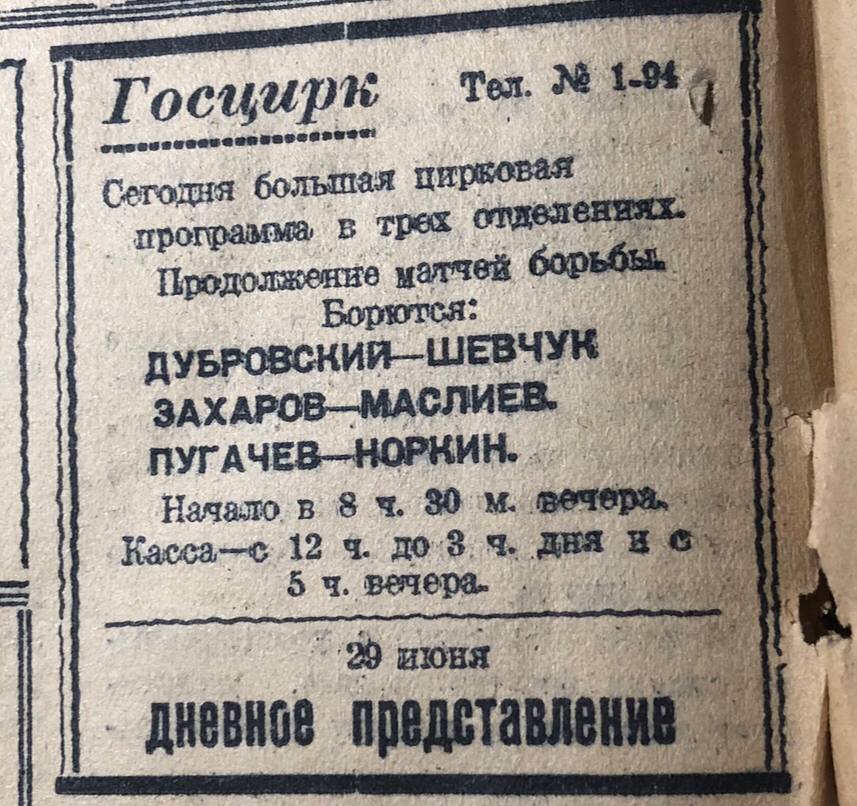 Госцирк Тел. № 1-94
Сегодня большая цирковая
программа в трех отделениях.
Продолжение матчей борьбы.
Борются:
ДУБРОВСКИЙ—ШЕВЧУК
ЗАХАРОВ—МАСЛИЕВ.
ПУГАЧЕВ—НОРКИН.
Начало в 8 ч. 30 м. вечера.
Касса—с 12 ч. до 3 ч. дня и с
5 ч. вечера.
29 июня
дневное представление